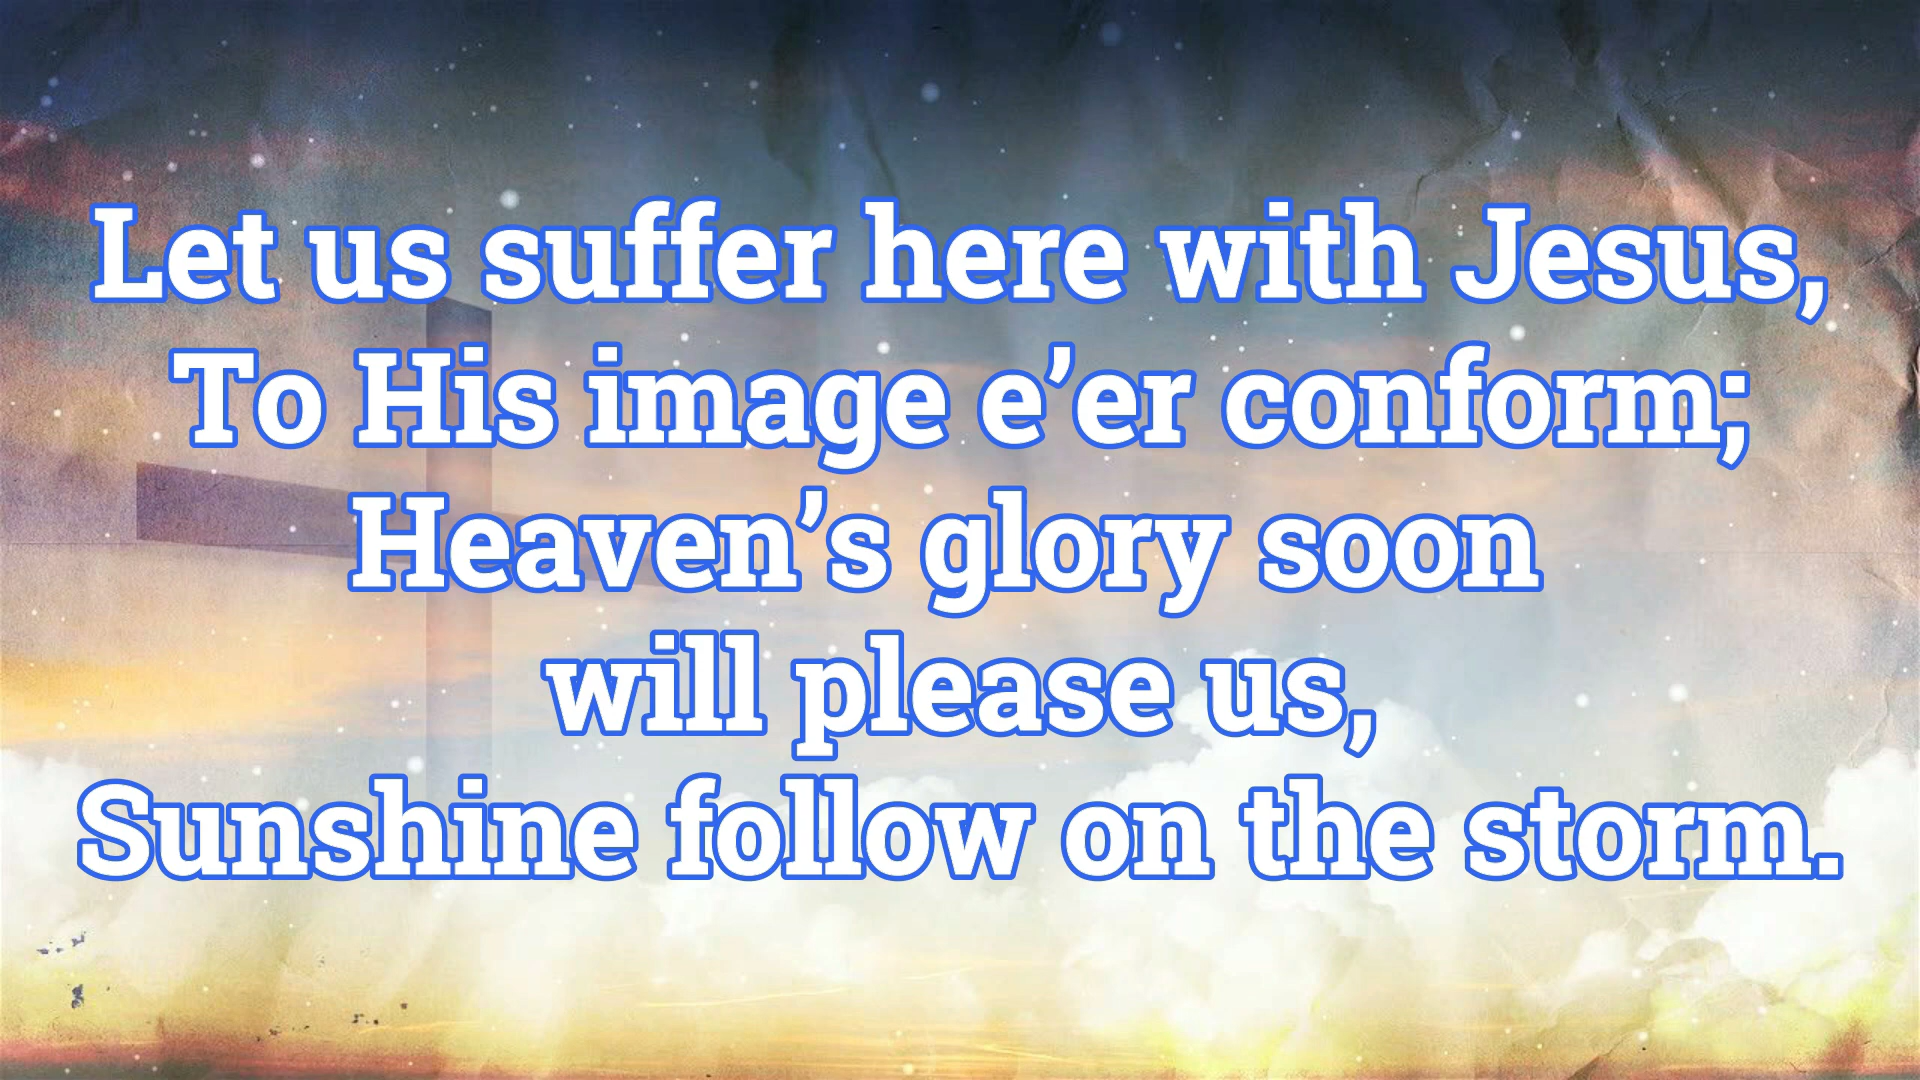 Let us suffer here with Jesus,
To His image e’er conform;
Heaven’s glory soon
will please us,
Sunshine follow on the storm.